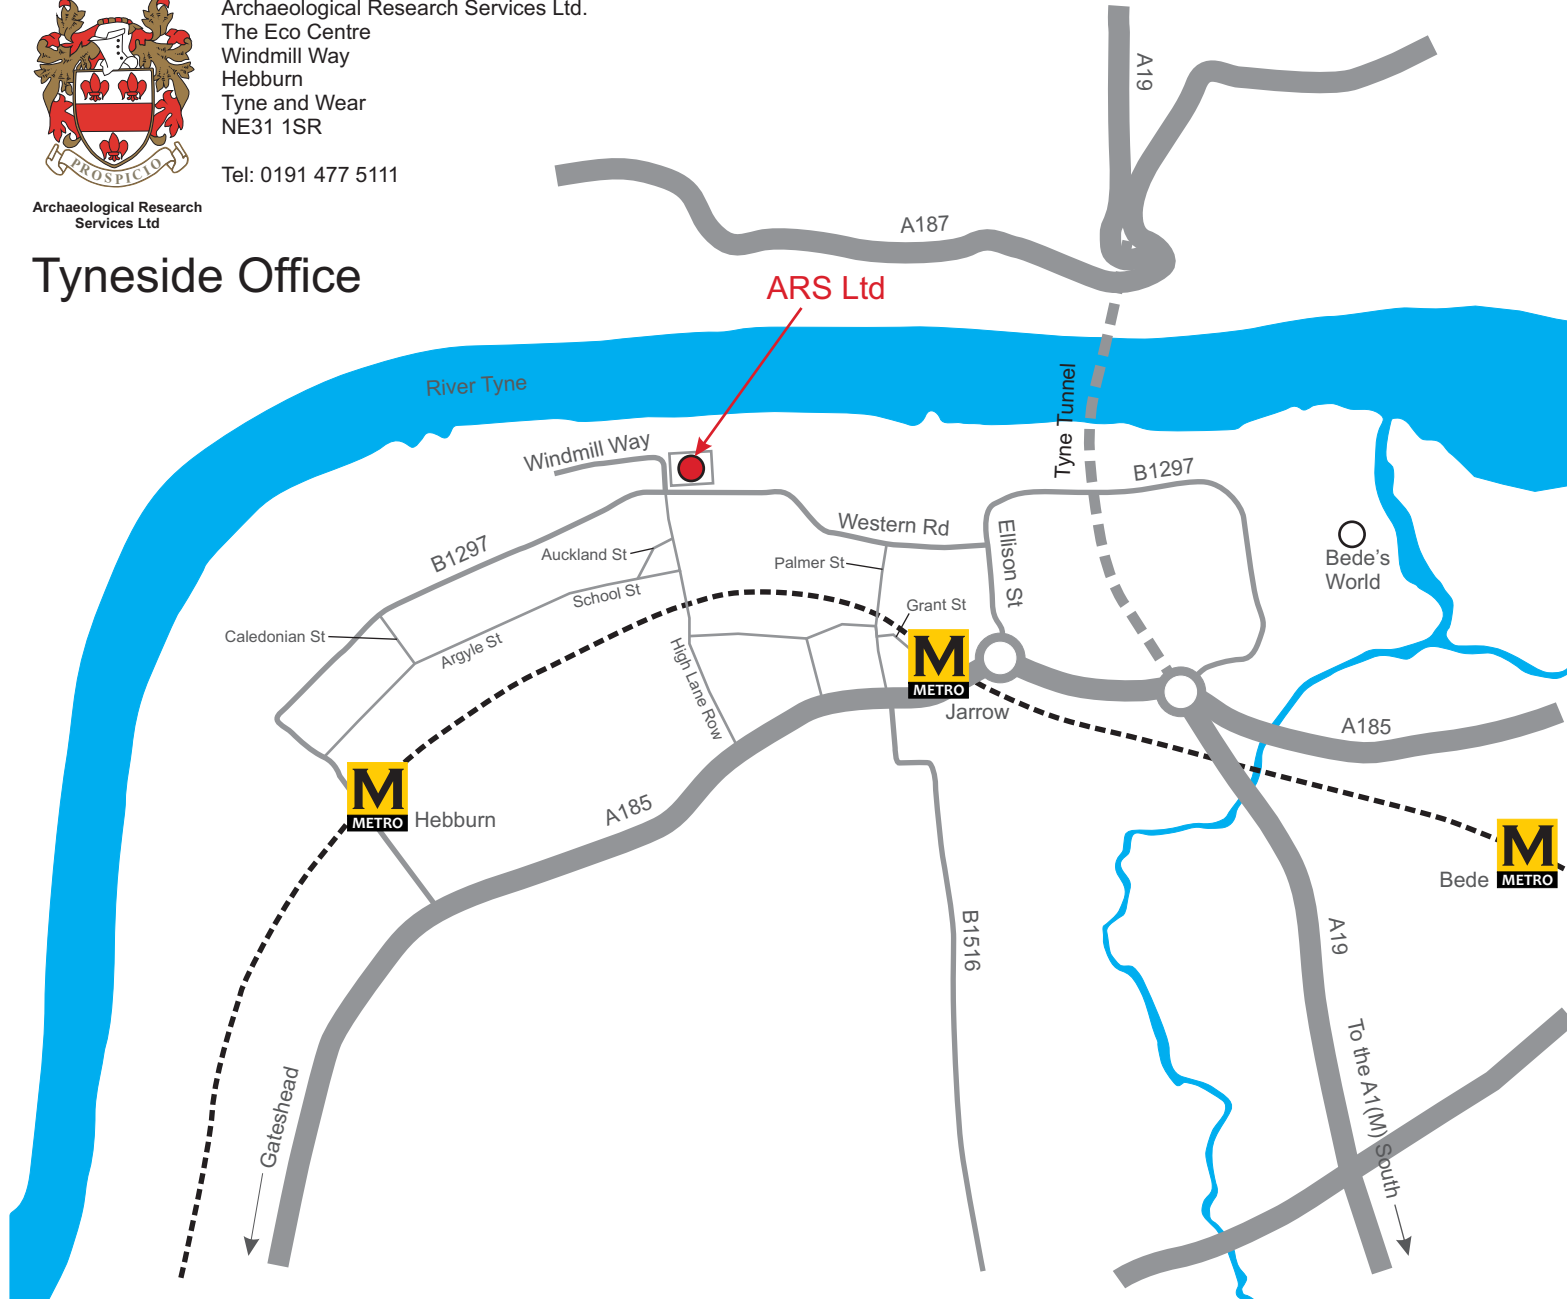 Archaeological Research Services Ltd.
The Eco Centre
Windmill Way
Hebburn
Tyne and Wear
NE31 1SR
Tel: 0191 477 5111
PROSPICIO
Archaeological Research
Services Ltd
Tyneside Office
A19
A187
ARS Ltd
River Tyne
Tyne Tunnel
Windmill Way
B1297
B1297
Western Rd
Ellison St
Auckland St
Palmer St
Bede's
World
School St
Grant St
Caledonian St
Argyle St
High Lane Row
M
METRO
Jarrow
A185
M
METRO
Hebburn
A185
M
METRO
Bede
B1516
A19
To the A1(M) South
Gateshead